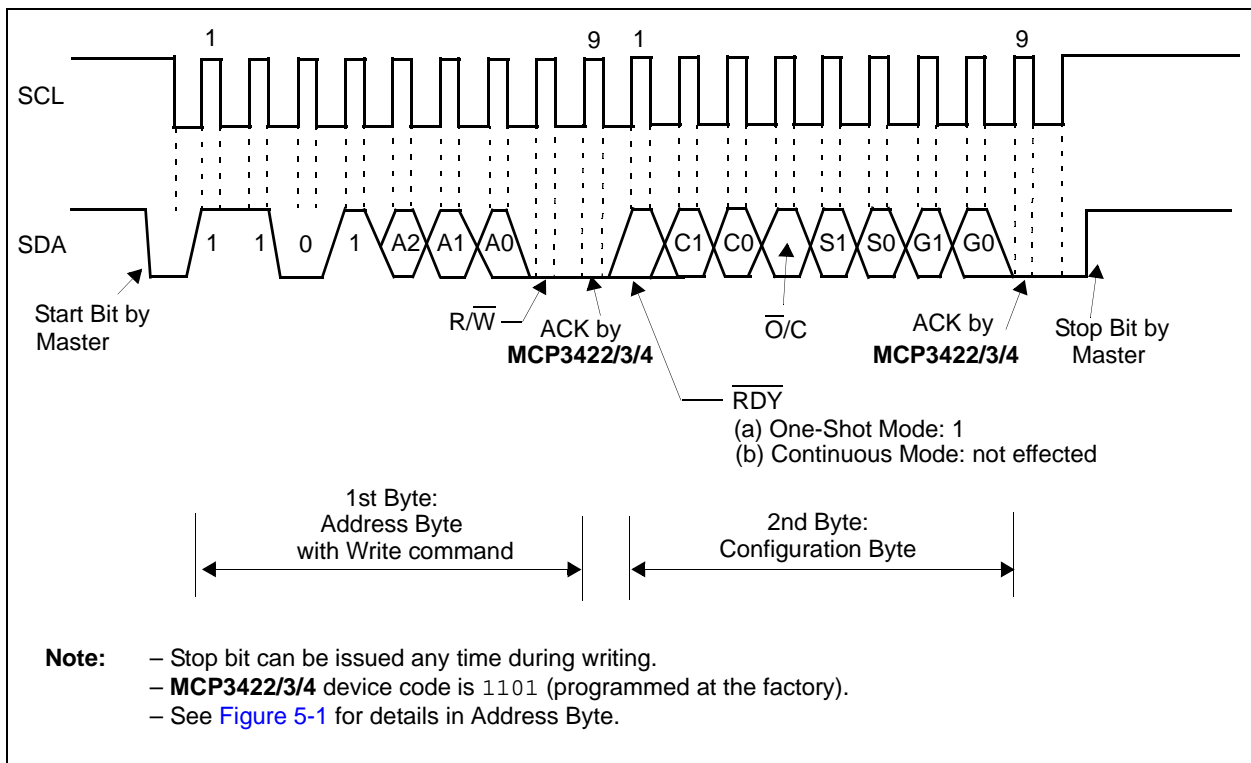 1 9 1 9
SCL
SDA
1 1 0 1 A2 A1 A0 C1 C0 S1 S0 G1 G0
Start Bit by
Master
R/W̅
ACK by
MCP3422/3/4
O̅/C
ACK by
MCP3422/3/4
Stop Bit by
Master
R̅D̅Y̅
(a) One-Shot Mode: 1
(b) Continuous Mode: not effected
1st Byte:
Address Byte
with Write command
2nd Byte:
Configuration Byte
Note: – Stop bit can be issued any time during writing.
– MCP3422/3/4 device code is 1101 (programmed at the factory).
– See Figure 5-1 for details in Address Byte.